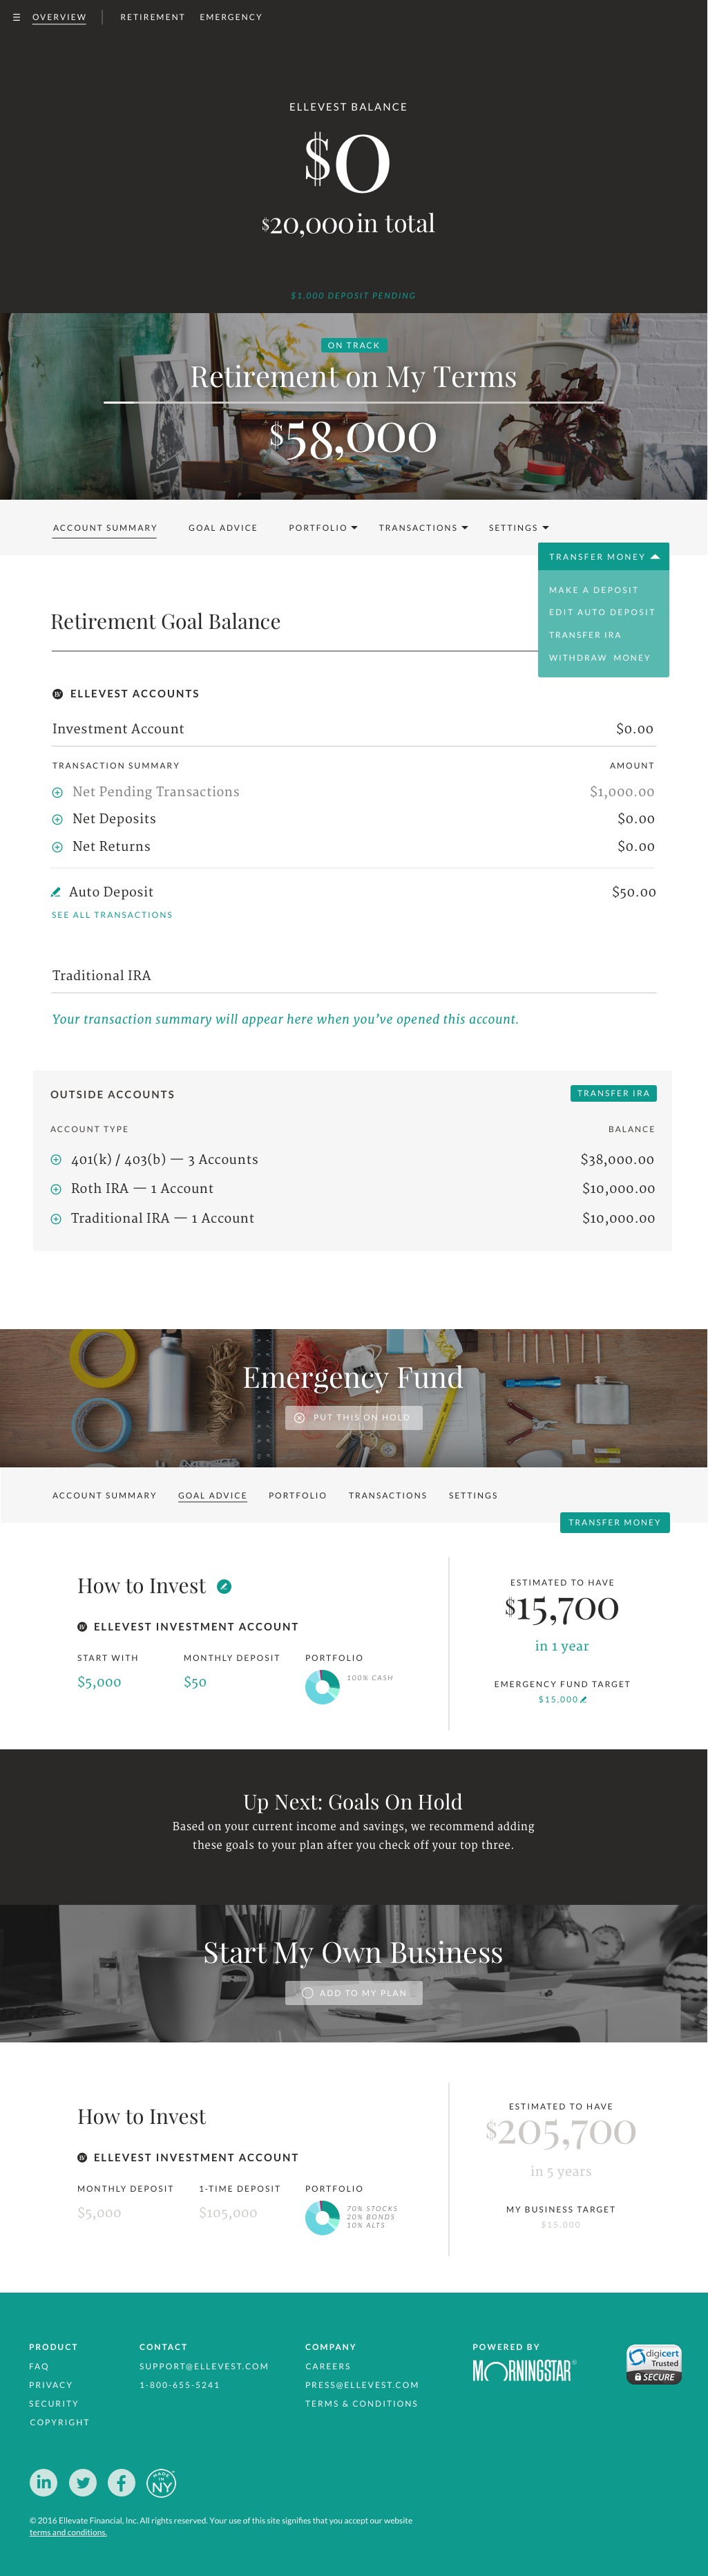 OVERVIEW RETIREMENT EMERGENCY
ELLEVEST BALANCE
$0
$20,000 in total
$1,000 DEPOSIT PENDING
ON TRACK
Retirement on My Terms
$58,000
ACCOUNT SUMMARY GOAL ADVICE PORTFOLIO TRANSACTIONS SETTINGS
TRANSFER MONEY
MAKE A DEPOSIT
EDIT AUTO DEPOSIT
TRANSFER IRA
WITHDRAW MONEY
Retirement Goal Balance
ELLEVEST ACCOUNTS
Investment Account $0.00
TRANSACTION SUMMARY AMOUNT
Net Pending Transactions $1,000.00
Net Deposits $0.00
Net Returns $0.00
Auto Deposit $50.00
SEE ALL TRANSACTIONS
Traditional IRA
Your transaction summary will appear here when you've opened this account.
OUTSIDE ACCOUNTS TRANSFER IRA
ACCOUNT TYPE BALANCE
401(k) / 403(b) — 3 Accounts $38,000.00
Roth IRA — 1 Account $10,000.00
Traditional IRA — 1 Account $10,000.00
Emergency Fund
PUT THIS ON HOLD
ACCOUNT SUMMARY GOAL ADVICE PORTFOLIO TRANSACTIONS SETTINGS
TRANSFER MONEY
How to Invest
ELLEVEST INVESTMENT ACCOUNT
START WITH MONTHLY DEPOSIT PORTFOLIO
$5,000 $50 100% CASH
ESTIMATED TO HAVE
$15,700
in 1 year
EMERGENCY FUND TARGET
$15,000
Up Next: Goals On Hold
Based on your current income and savings, we recommend adding
these goals to your plan after you check off your top three.
Start My Own Business
ADD TO MY PLAN
How to Invest
ELLEVEST INVESTMENT ACCOUNT
MONTHLY DEPOSIT 1-TIME DEPOSIT PORTFOLIO
$5,000 $105,000
70% STOCKS
20% BONDS
10% ALTS
ESTIMATED TO HAVE
$205,700
in 5 years
MY BUSINESS TARGET
$15,000
PRODUCT
FAQ
PRIVACY
SECURITY
COPYRIGHT
CONTACT
SUPPORT@ELLEVEST.COM
1-800-655-5241
COMPANY
CAREERS
PRESS@ELLEVEST.COM
TERMS & CONDITIONS
POWERED BY
MORNINGSTAR®
digicert
Trusted
SECURE
in
f
MADE
IN
NY
© 2016 Ellevate Financial, Inc. All rights reserved. Your use of this site signifies that you accept our website
terms and conditions.